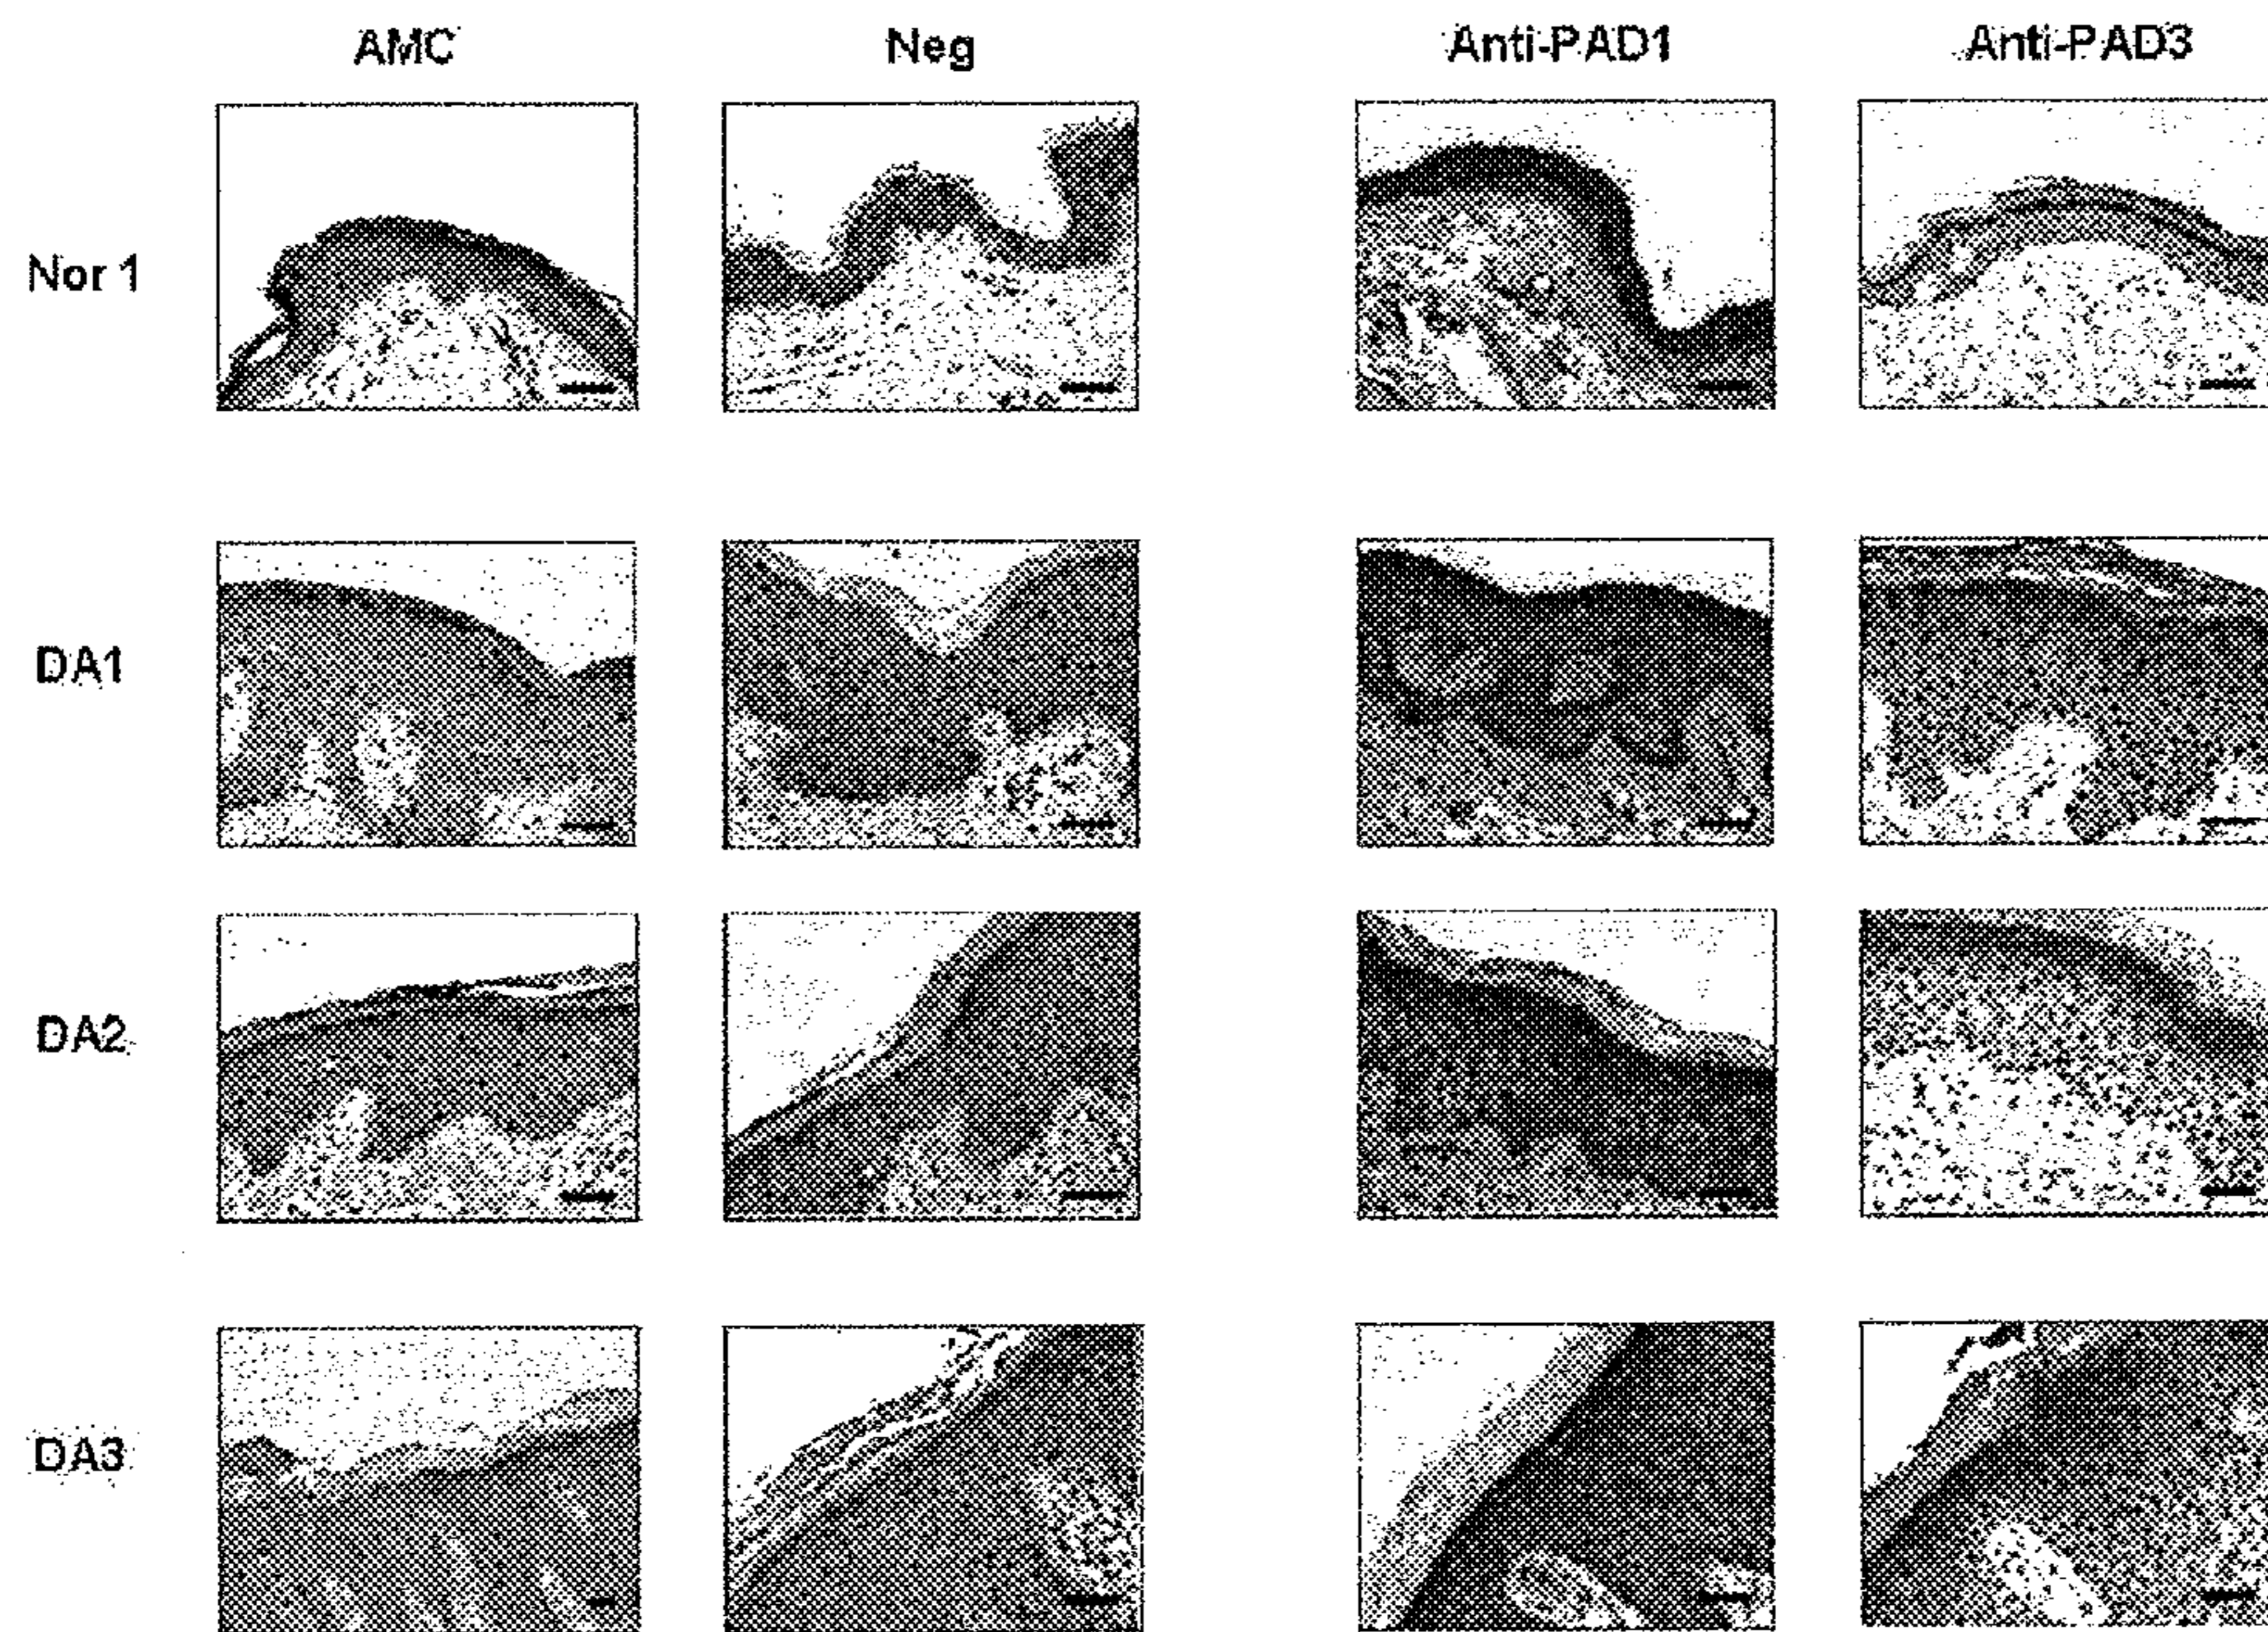 AMC Neg Anti-PAD1 Anti-PAD3
Nor 1
DA1
DA2
DA3